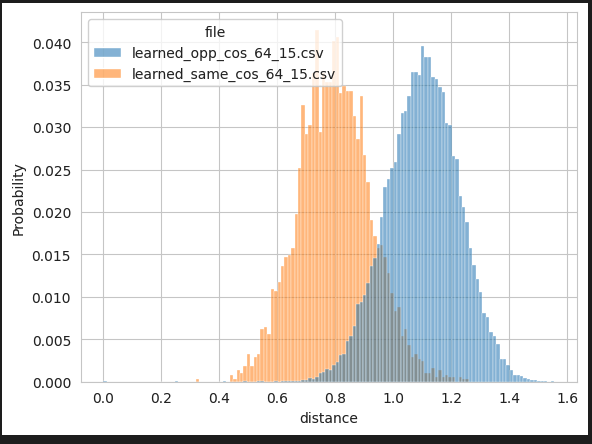 file
learned_opp_cos_64_15.csv
learned_same_cos_64_15.csv
0.040
0.035
0.030
0.025
0.020
0.015
0.010
0.005
0.000
Probability
0.0 0.2 0.4 0.6 0.8 1.0 1.2 1.4 1.6
distance